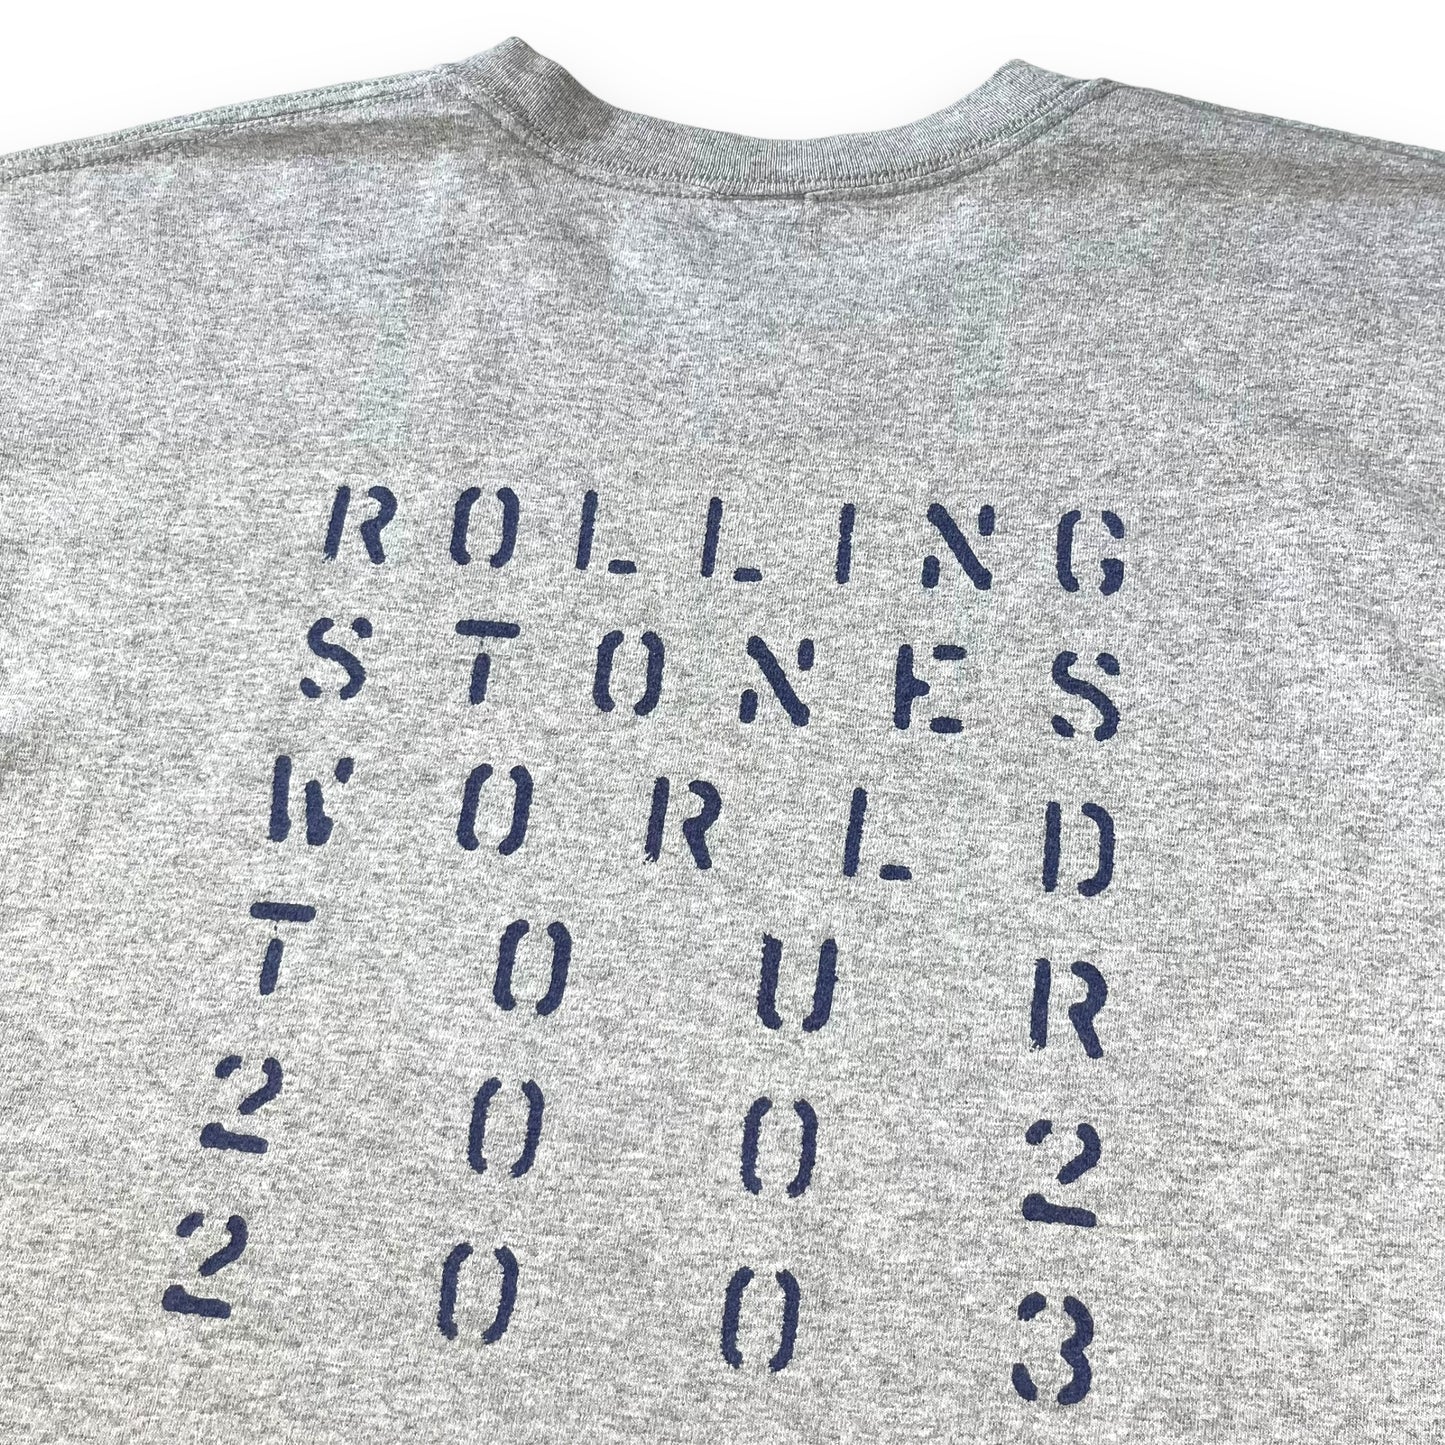 ROLLING
STONES
WORLD
TOUR
2002
2003